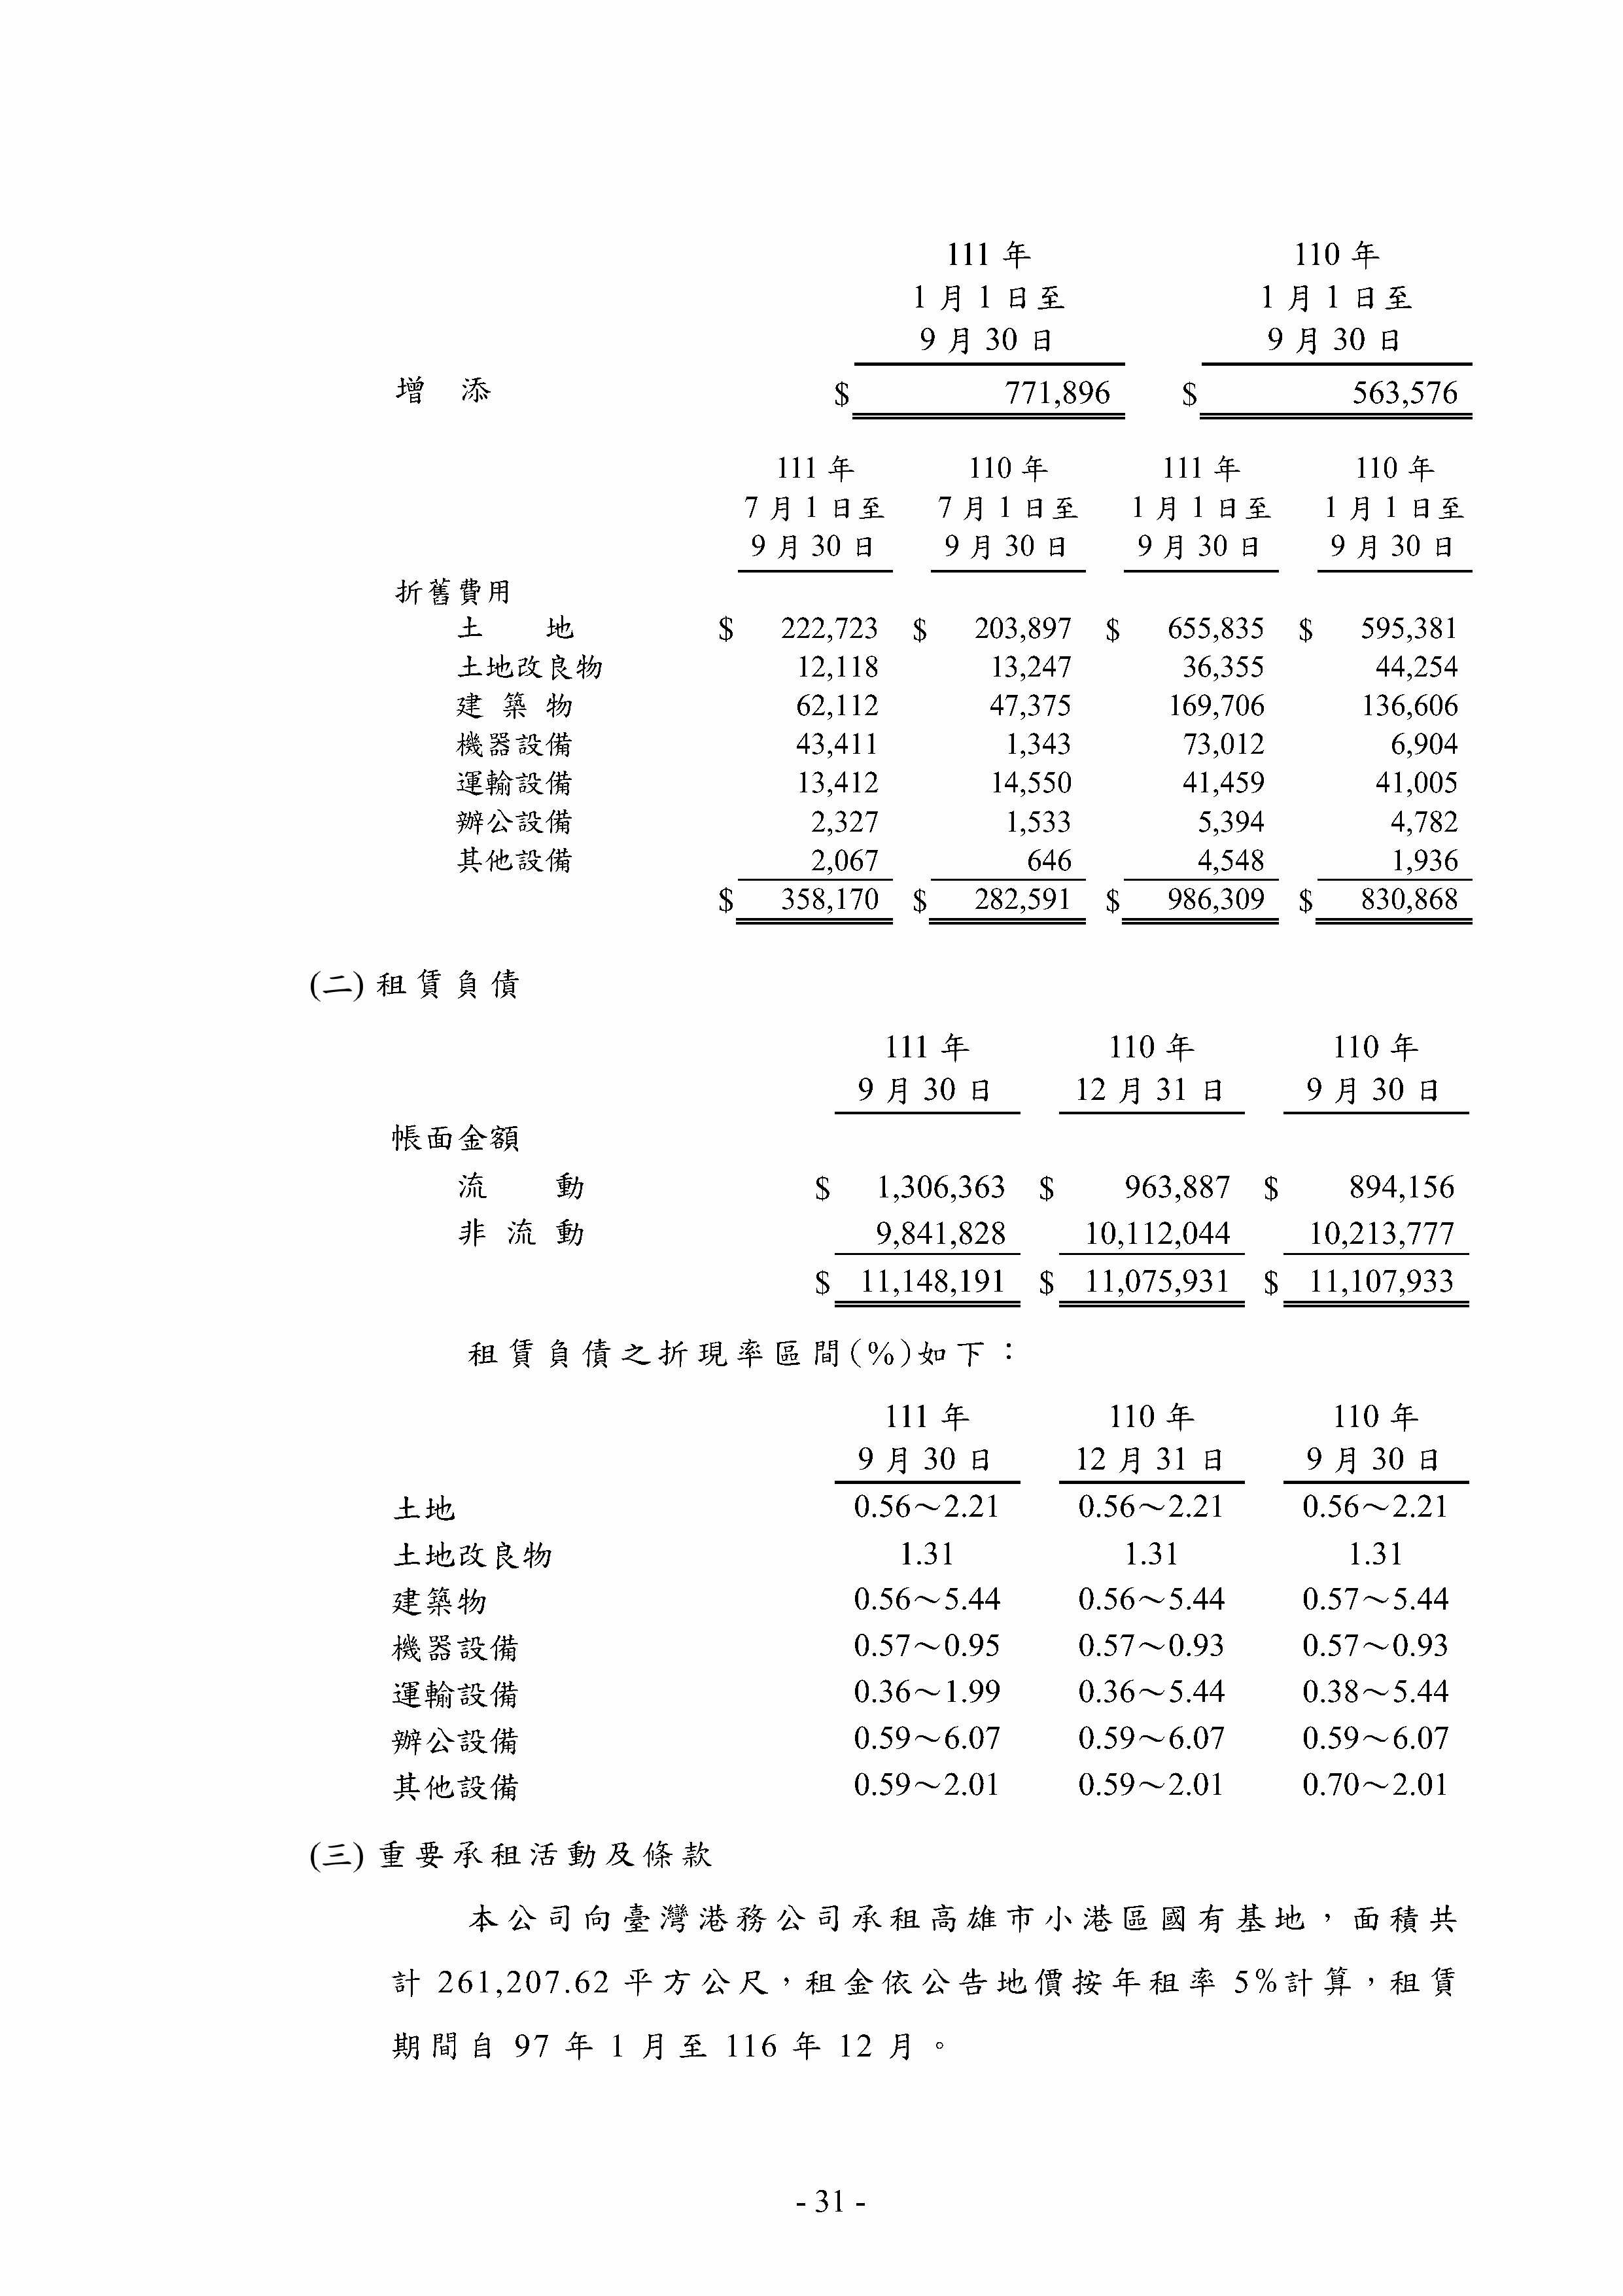 111 年 110 年
1 月 1 日至 1 月 1 日至
9 月 30 日 9 月 30 日
增 添 $ 771,896 $ 563,576
111 年 110 年 111 年 110 年
7 月 1 日至 7 月 1 日至 1 月 1 日至 1 月 1 日至
9 月 30 日 9 月 30 日 9 月 30 日 9 月 30 日
折舊費用
土 地 $ 222,723 $ 203,897 $ 655,835 $ 595,381
土地改良物 12,118 13,247 36,355 44,254
建 築 物 62,112 47,375 169,706 136,606
機器設備 43,411 1,343 73,012 6,904
運輸設備 13,412 14,550 41,459 41,005
辦公設備 2,327 1,533 5,394 4,782
其他設備 2,067 646 4,548 1,936
$ 358,170 $ 282,591 $ 986,309 $ 830,868
(二) 租賃負債
111 年 110 年 110 年
9 月 30 日 12 月 31 日 9 月 30 日
帳面金額
流 動 $ 1,306,363 $ 963,887 $ 894,156
非 流 動 9,841,828 10,112,044 10,213,777
$ 11,148,191 $ 11,075,931 $ 11,107,933
租賃負債之折現率區間(%)如下：
111 年 110 年 110 年
9 月 30 日 12 月 31 日 9 月 30 日
土地 0.56～2.21 0.56～2.21 0.56～2.21
土地改良物 1.31 1.31 1.31
建築物 0.56～5.44 0.56～5.44 0.57～5.44
機器設備 0.57～0.95 0.57～0.93 0.57～0.93
運輸設備 0.36～1.99 0.36～5.44 0.38～5.44
辦公設備 0.59～6.07 0.59～6.07 0.59～6.07
其他設備 0.59～2.01 0.59～2.01 0.70～2.01
(三) 重要承租活動及條款
本公司向臺灣港務公司承租高雄市小港區國有基地，面積共
計 261,207.62 平方公尺，租金依公告地價按年租率 5%計算，租賃
期間自 97 年 1 月至 116 年 12 月。
- 31 -